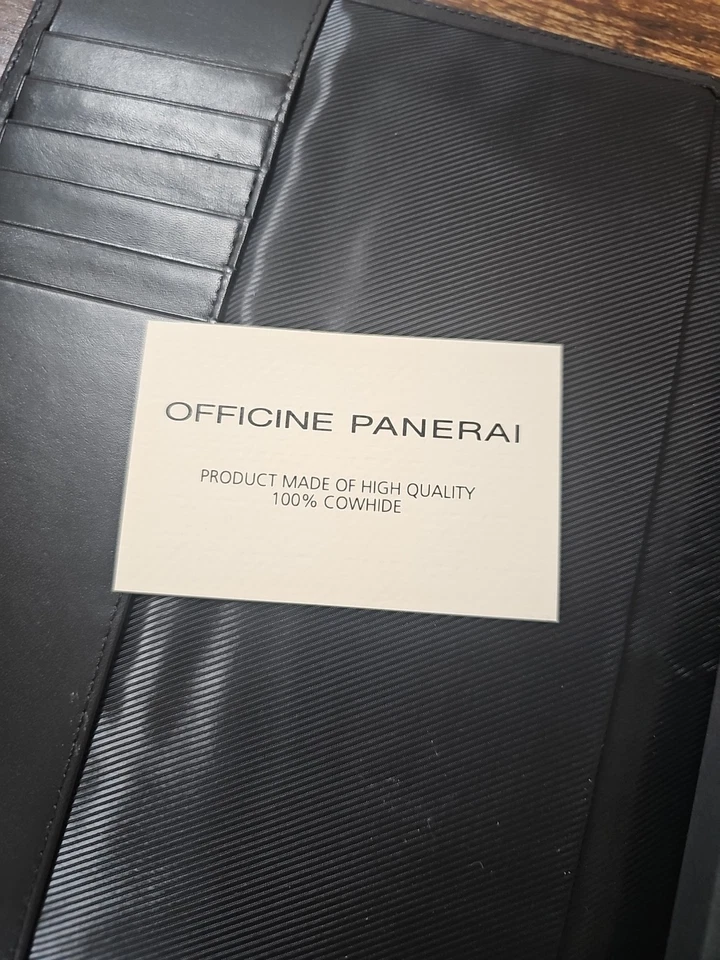 OFFICINE PANERAI
PRODUCT MADE OF HIGH QUALITY
100% COWHIDE